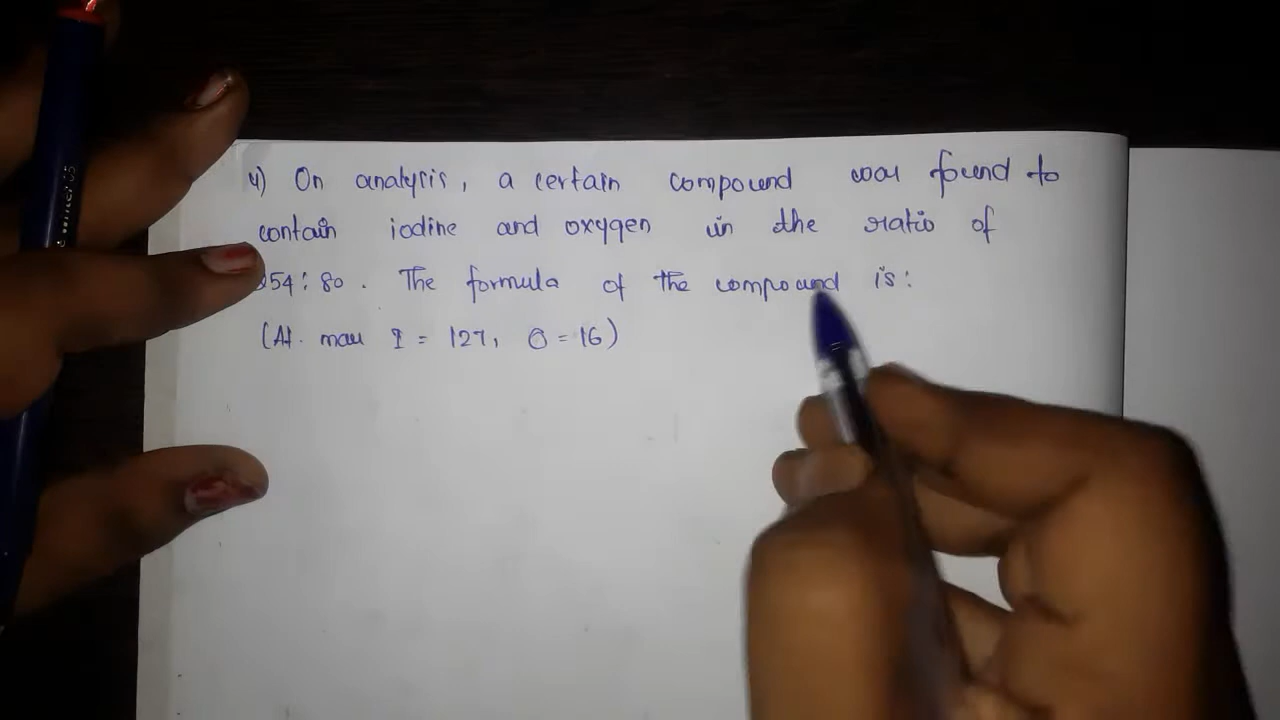 4) On analysis, a certain compound was found to
contain iodine and oxygen in the ratio of
254:80. The formula of the compound is:
(At. mass I = 127, O = 16)